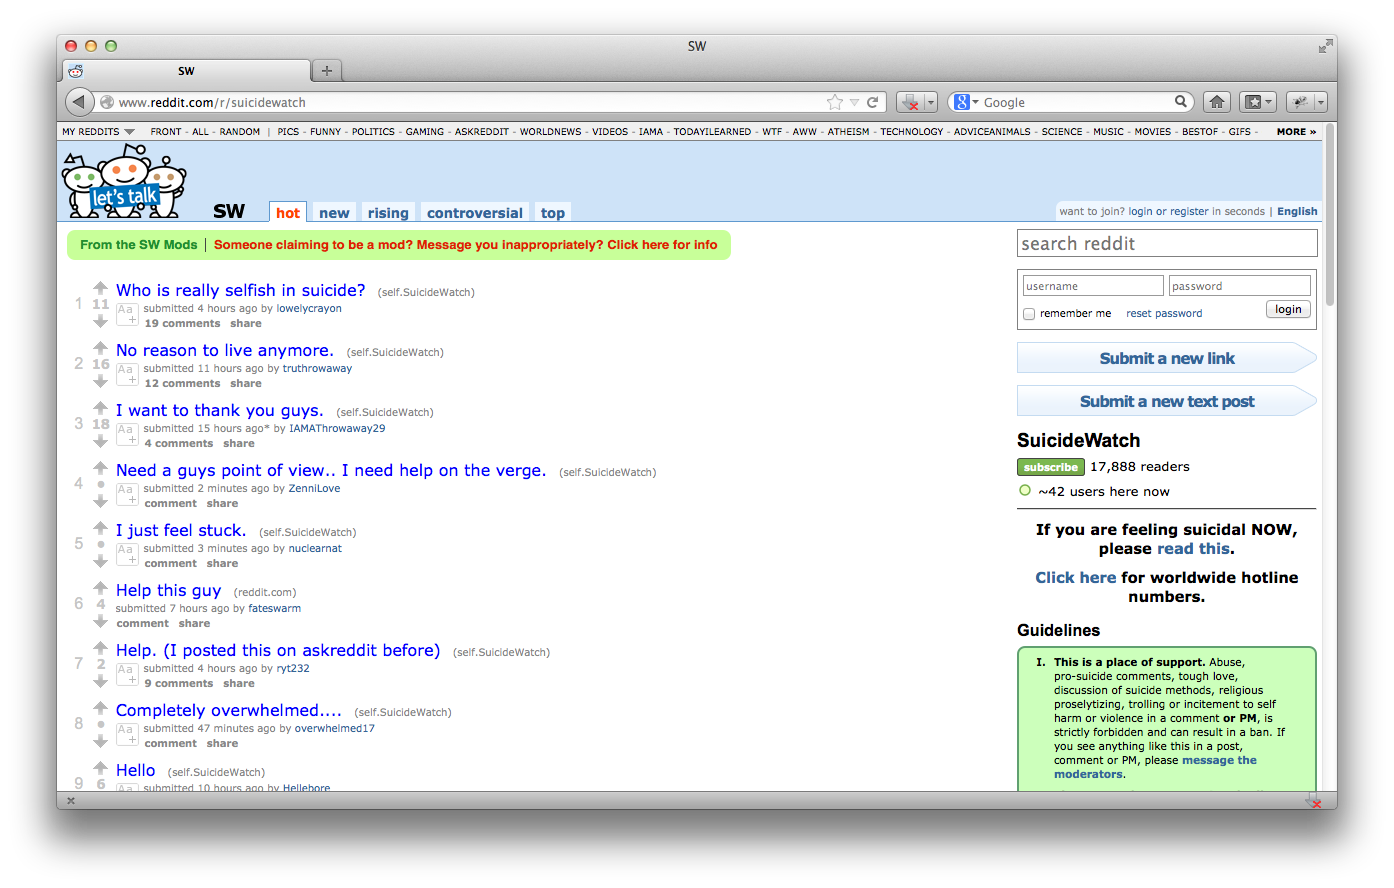 SW
SW
www.reddit.com/r/suicidewatch
Google
MY REDDITS FRONT - ALL - RANDOM | PICS - FUNNY - POLITICS - GAMING - ASKREDDIT - WORLDNEWS - VIDEOS - IAMA - TODAYILEARNED - WTF - AWW - ATHEISM - TECHNOLOGY - ADVICEANIMALS - SCIENCE - MUSIC - MOVIES - BESTOF - GIFS - MORE »
let's talk
SW hot new rising controversial top
want to join? login or register in seconds | English
From the SW Mods | Someone claiming to be a mod? Message you inappropriately? Click here for info
1
11
Aa
+
Who is really selfish in suicide? (self.SuicideWatch)
submitted 4 hours ago by lowelycrayon
19 comments share
2
16
Aa
+
No reason to live anymore. (self.SuicideWatch)
submitted 11 hours ago by truthrowaway
12 comments share
3
18
Aa
+
I want to thank you guys. (self.SuicideWatch)
submitted 15 hours ago* by IAMAThrowaway29
4 comments share
4
•
Aa
+
Need a guys point of view.. I need help on the verge. (self.SuicideWatch)
submitted 2 minutes ago by ZenniLove
comment share
5
•
Aa
+
I just feel stuck. (self.SuicideWatch)
submitted 3 minutes ago by nuclearnat
comment share
6
4
Help this guy (reddit.com)
submitted 7 hours ago by fateswarm
comment share
7
2
Aa
+
Help. (I posted this on askreddit before) (self.SuicideWatch)
submitted 4 hours ago by ryt232
9 comments share
8
•
Aa
+
Completely overwhelmed.... (self.SuicideWatch)
submitted 47 minutes ago by overwhelmed17
comment share
9
6
Aa
Hello (self.SuicideWatch)
submitted 10 hours ago by Hellebore
search reddit
username password
remember me reset password login
Submit a new link
Submit a new text post
SuicideWatch
subscribe 17,888 readers
~42 users here now
If you are feeling suicidal NOW,
please read this.
Click here for worldwide hotline
numbers.
Guidelines
I. This is a place of support. Abuse,
pro-suicide comments, tough love,
discussion of suicide methods, religious
proselytizing, trolling or incitement to self
harm or violence in a comment or PM, is
strictly forbidden and can result in a ban. If
you see anything like this in a post,
comment or PM, please message the
moderators.